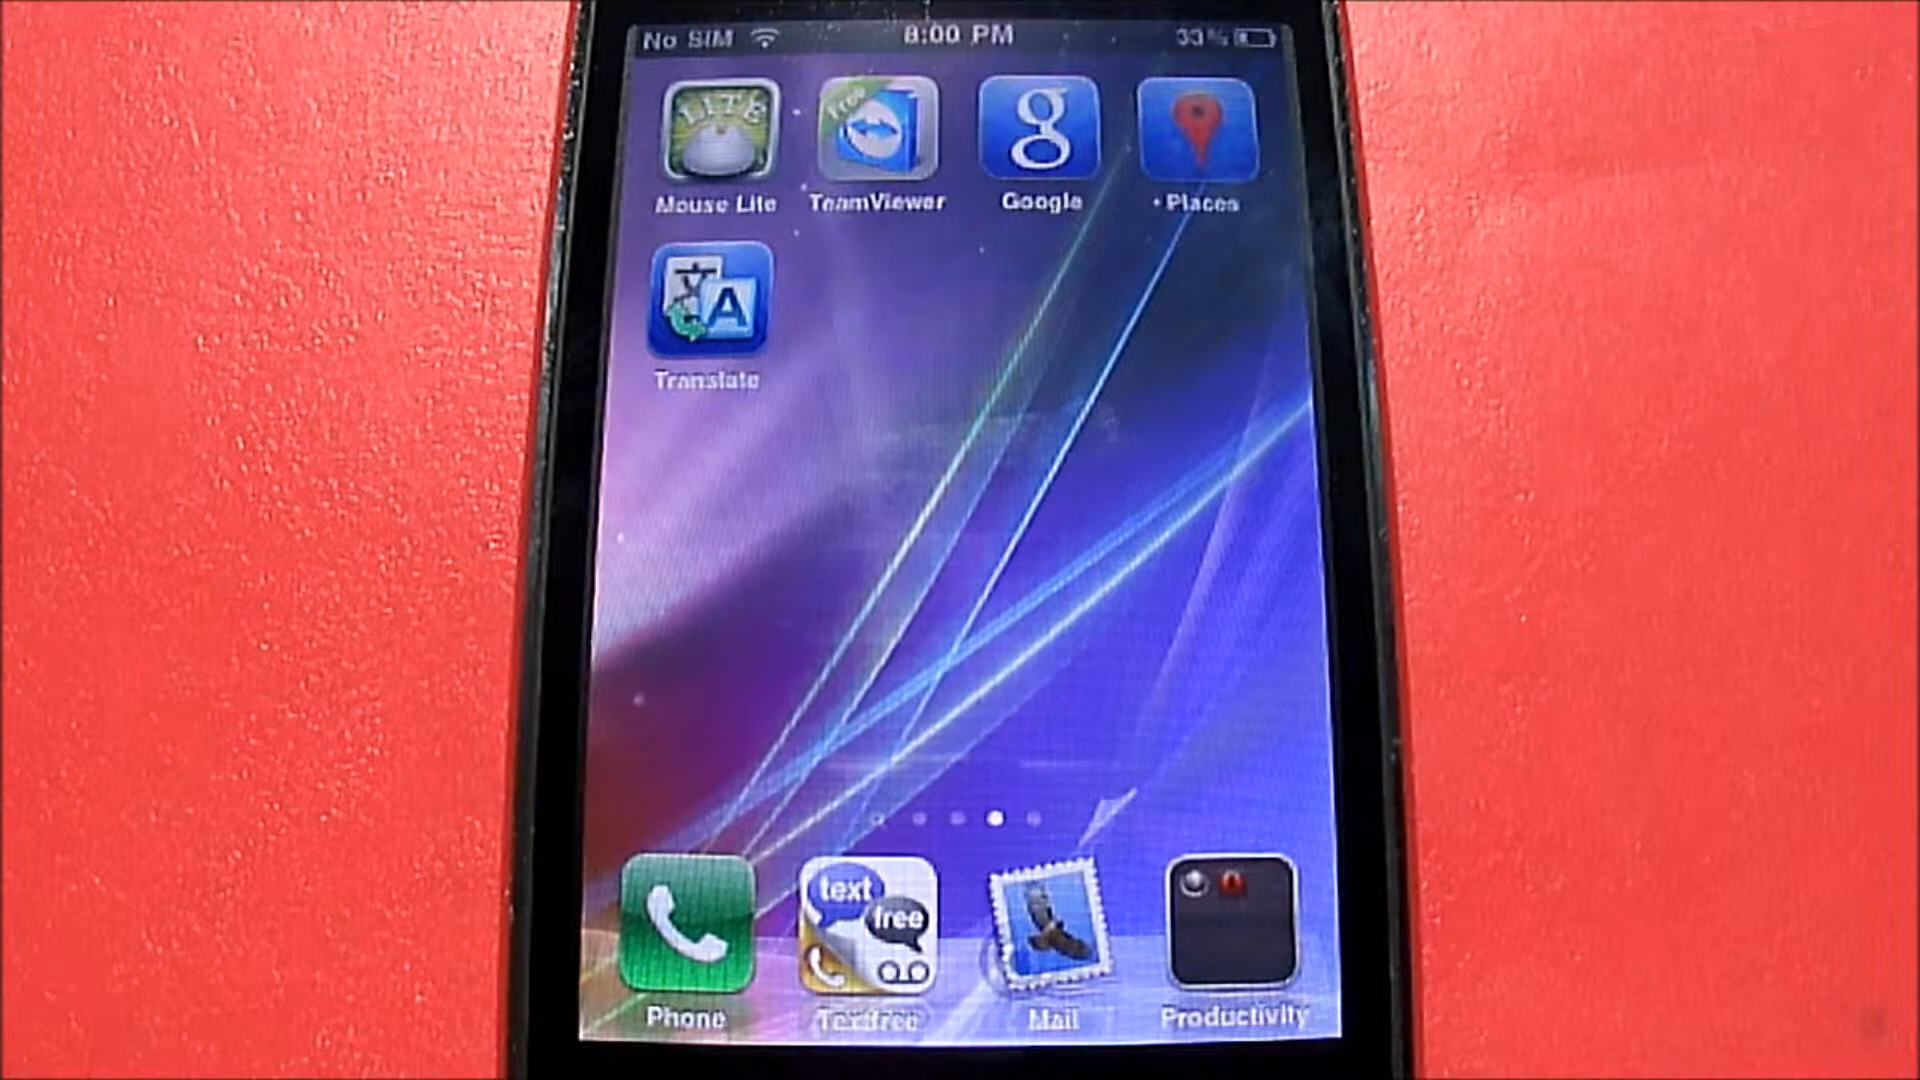 No SIM 8:00 PM 33%
LITE Free g
Mouse Lite TeamViewer Google Places
文 A
Translate
text
free
Phone Textfree Mail Productivity